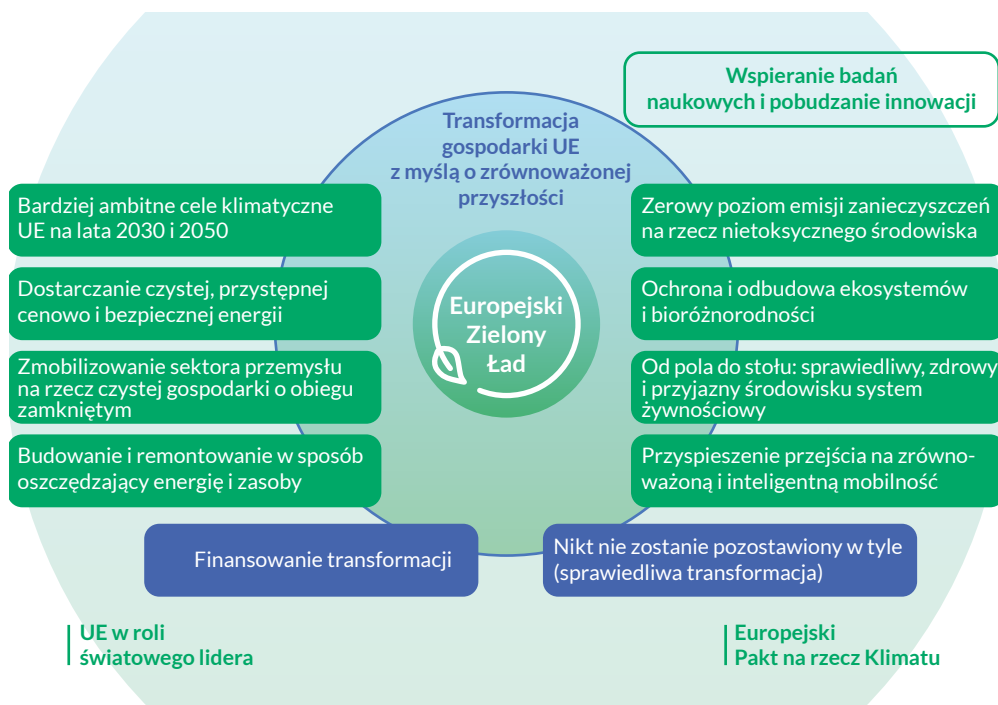 Wspieranie badań
naukowych i pobudzanie innowacji
Transformacja
gospodarki UE
z myślą o zrównoważonej
przyszłości
Bardziej ambitne cele klimatyczne
UE na lata 2030 i 2050
Dostarczanie czystej, przystępnej
cenowo i bezpiecznej energii
Zmobilizowanie sektora przemysłu
na rzecz czystej gospodarki o obiegu
zamkniętym
Budowanie i remontowanie w sposób
oszczędzający energię i zasoby
Europejski
Zielony
Ład
Zerowy poziom emisji zanieczyszczeń
na rzecz nietoksycznego środowiska
Ochrona i odbudowa ekosystemów
i bioróżnorodności
Od pola do stołu: sprawiedliwy, zdrowy
i przyjazny środowisku system
żywnościowy
Przyspieszenie przejścia na zrówno-
ważoną i inteligentną mobilność
Finansowanie transformacji
Nikt nie zostanie pozostawiony w tyle
(sprawiedliwa transformacja)
UE w roli
światowego lidera
Europejski
Pakt na rzecz Klimatu